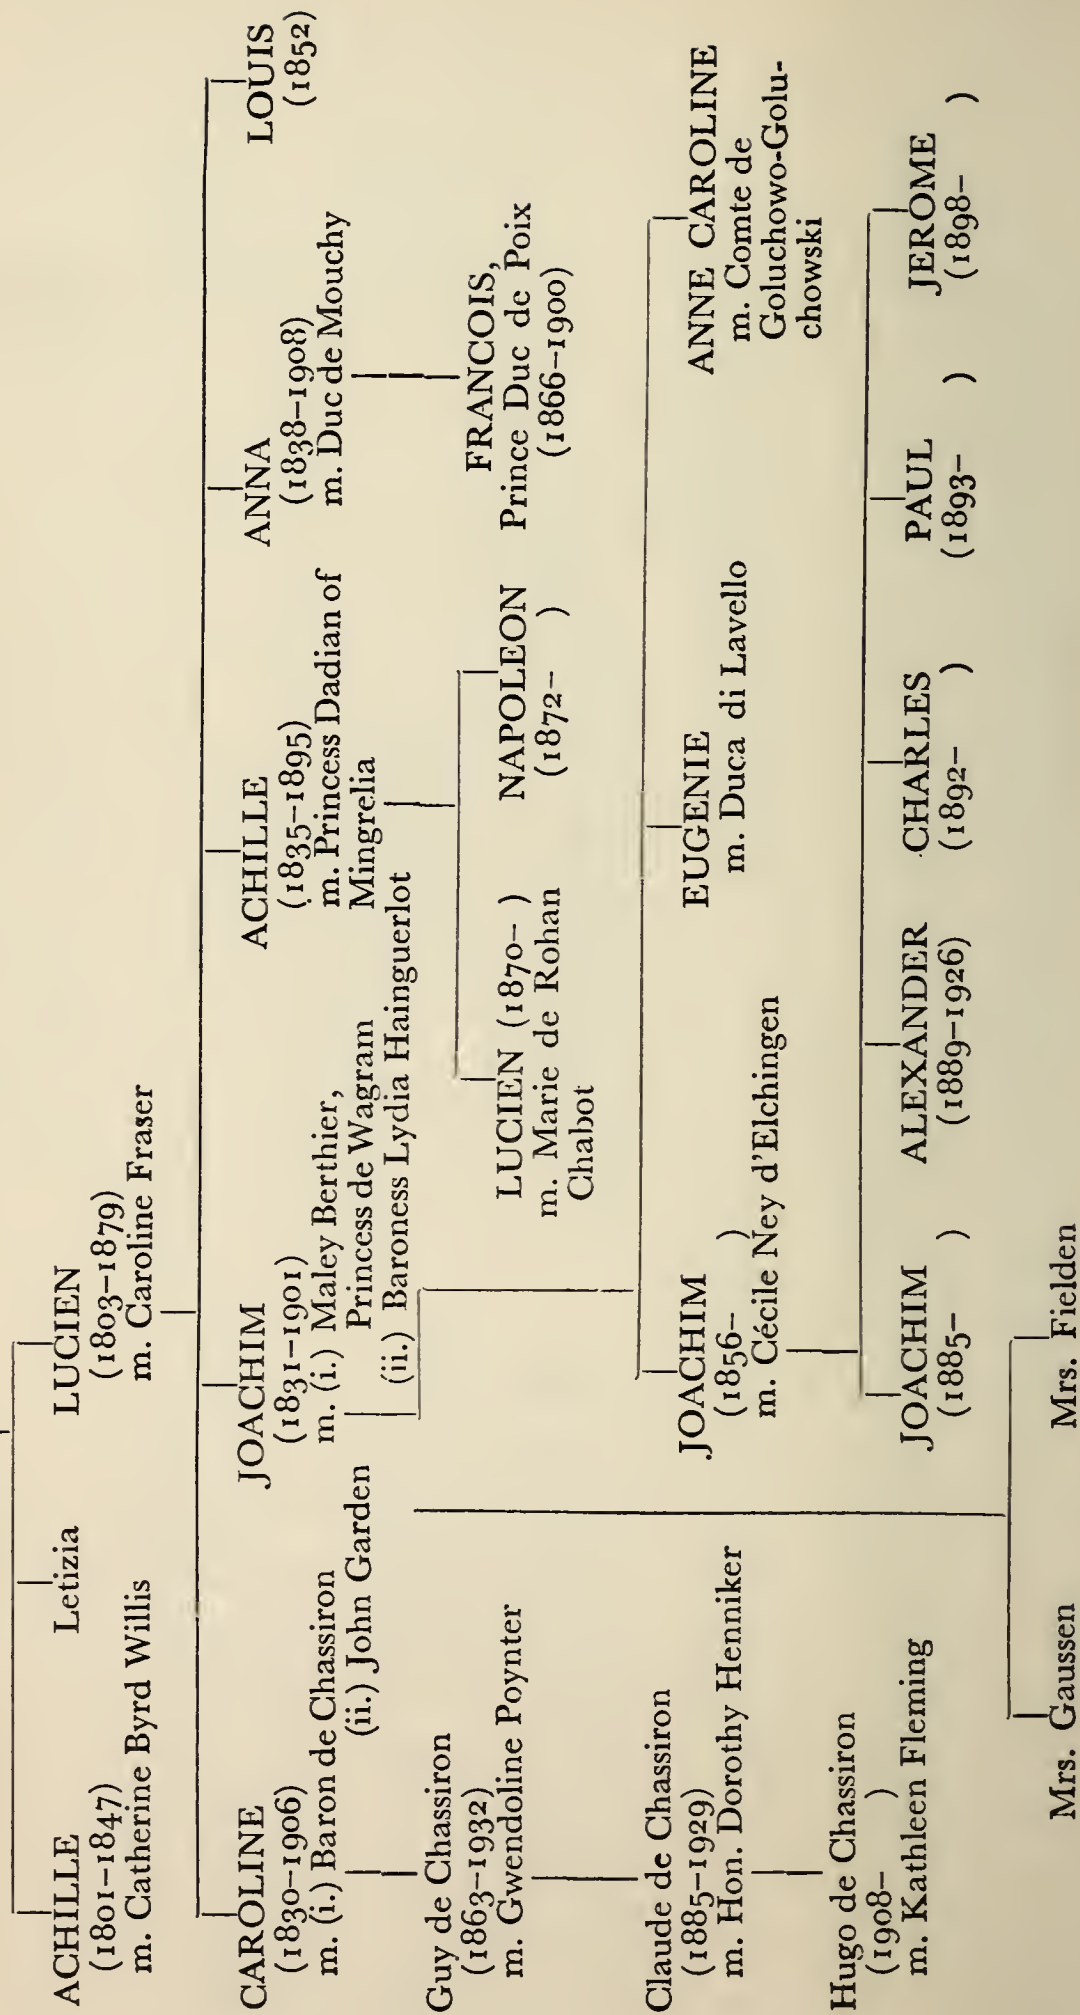 ACHILLE
(1801–1847)
m. Catherine Byrd Willis
Letizia
LUCIEN
(1803–1879)
m. Caroline Fraser
CAROLINE
(1830–1906)
m. (i.) Baron de Chassiron
(ii.) John Garden
JOACHIM
(1831–1901)
m. (i.) Maley Berthier,
Princess de Wagram
(ii.) Baroness Lydia Hainguerlot
ACHILLE
(1835–1895)
m. Princess Dadian of
Mingrelia
ANNA
(1838–1908)
m. Duc de Mouchy
LOUIS
(1852)
Guy de Chassiron
(1863–1932)
m. Gwendoline Poynter
LUCIEN (1870– )
m. Marie de Rohan
Chabot
NAPOLEON
(1872– )
FRANCOIS,
Prince Duc de Poix
(1866–1900)
Claude de Chassiron
(1885–1929)
m. Hon. Dorothy Henniker
JOACHIM
(1856– )
m. Cécile Ney d'Elchingen
EUGENIE
m. Duca di Lavello
ANNE CAROLINE
m. Comte de
Goluchowo-Golu-
chowski
Hugo de Chassiron
(1908– )
m. Kathleen Fleming
JOACHIM
(1885– )
ALEXANDER
(1889–1926)
CHARLES
(1892– )
PAUL
(1893– )
JEROME
(1898– )
Mrs. Gaussen
Mrs. Fielden